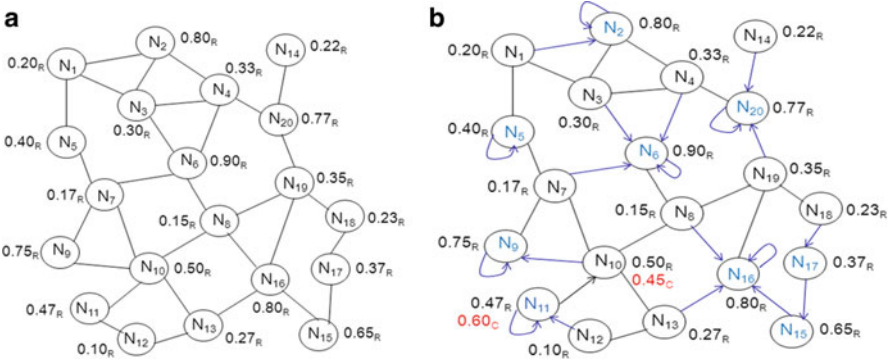 a
N2 0.80R
N14 0.22R
0.20R N1
N4 0.33R
N3
0.30R
N20 0.77R
0.40R N5
N6 0.90R
0.17R N7
N19 0.35R
0.15R N8
N18 0.23R
0.75R N9
N10 0.50R
N16
0.80R
N17 0.37R
0.47R N11
N12
0.10R
N13 0.27R
N15 0.65R
b
N2 0.80R
N14 0.22R
0.20R N1
N4 0.33R
N3
0.30R
N20 0.77R
0.40R N5
N6 0.90R
0.17R N7
N19 0.35R
0.15R N8
N18 0.23R
0.75R N9
N10 0.50R
0.45C
N16
0.80R
N17 0.37R
0.47R N11
0.60C
N12
0.10R
N13 0.27R
N15 0.65R